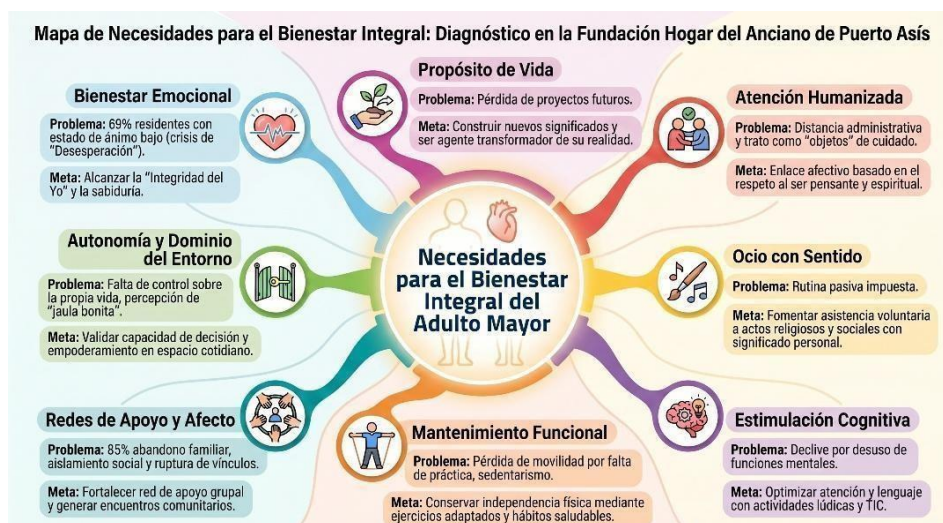 Mapa de Necesidades para el Bienestar Integral: Diagnóstico en la Fundación Hogar del Anciano de Puerto Asís
Bienestar Emocional
Problema: 69% residentes con
estado de ánimo bajo (crisis de
"Desesperación").
Meta: Alcanzar la "Integridad del
Yo" y la sabiduría.
Propósito de Vida
Problema: Pérdida de proyectos futuros.
Meta: Construir nuevos significados y
ser agente transformador de su realidad.
Atención Humanizada
Problema: Distancia administrativa
y trato como "objetos" de cuidado.
Meta: Enlace afectivo basado en el
respeto al ser pensante y espiritual.
Autonomía y Dominio
del Entorno
Problema: Falta de control sobre
la propia vida, percepción de
"jaula bonita".
Meta: Validar capacidad de decisión y
empoderamiento en espacio cotidiano.
Necesidades
para el Bienestar
Integral del
Adulto Mayor
Ocio con Sentido
Problema: Rutina pasiva impuesta.
Meta: Fomentar asistencia voluntaria
a actos religiosos y sociales con
significado personal.
Redes de Apoyo y Afecto
Problema: 85% abandono familiar,
aislamiento social y ruptura de vínculos.
Meta: Fortalecer red de apoyo grupal
y generar encuentros comunitarios.
Mantenimiento Funcional
Problema: Pérdida de movilidad por falta
de práctica, sedentarismo.
Meta: Conservar independencia física mediante
ejercicios adaptados y hábitos saludables.
Estimulación Cognitiva
Problema: Declive por desuso de
funciones mentales.
Meta: Optimizar atención y lenguaje
con actividades lúdicas y TIC.